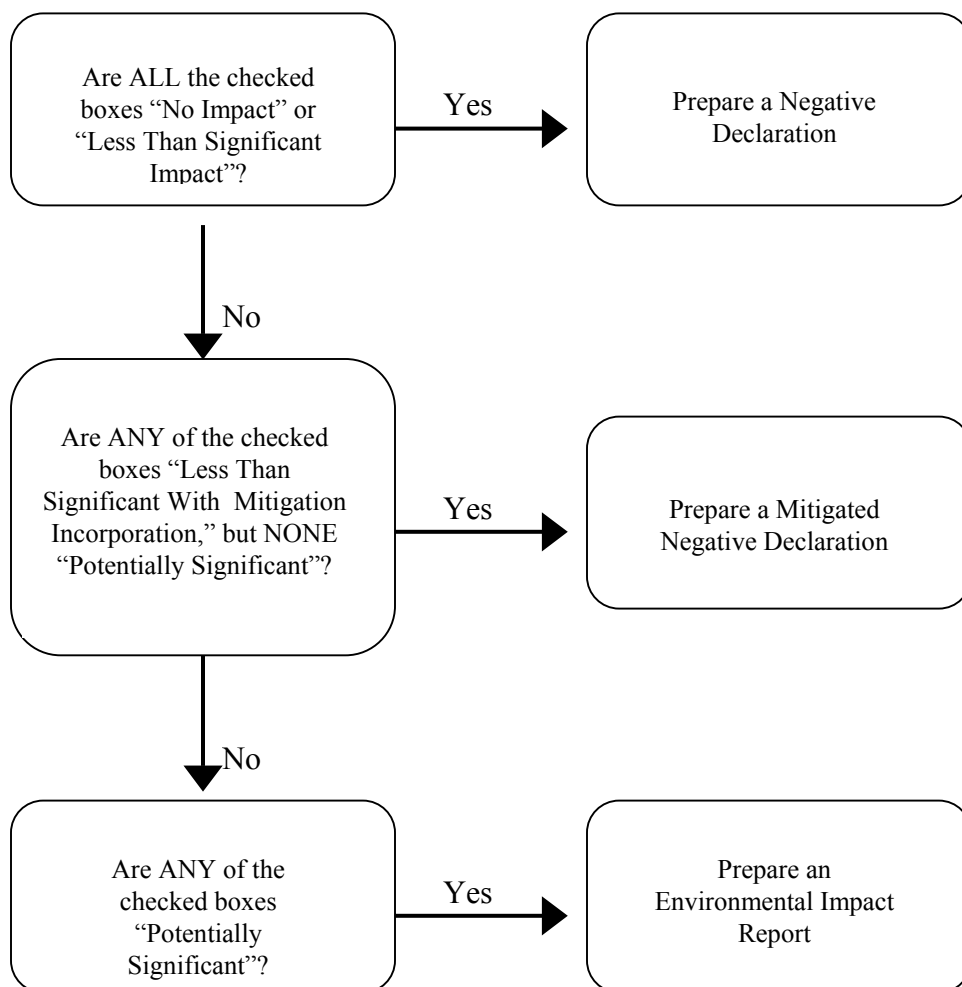 Are ALL the checked
boxes “No Impact” or
“Less Than Significant
Impact”?
Yes
Prepare a Negative
Declaration
No
Are ANY of the checked
boxes “Less Than
Significant With  Mitigation
Incorporation,” but NONE
“Potentially Significant”?
Yes
Prepare a Mitigated
Negative Declaration
No
Are ANY of the
checked boxes
“Potentially
Significant”?
Yes
Prepare an
Environmental Impact
Report